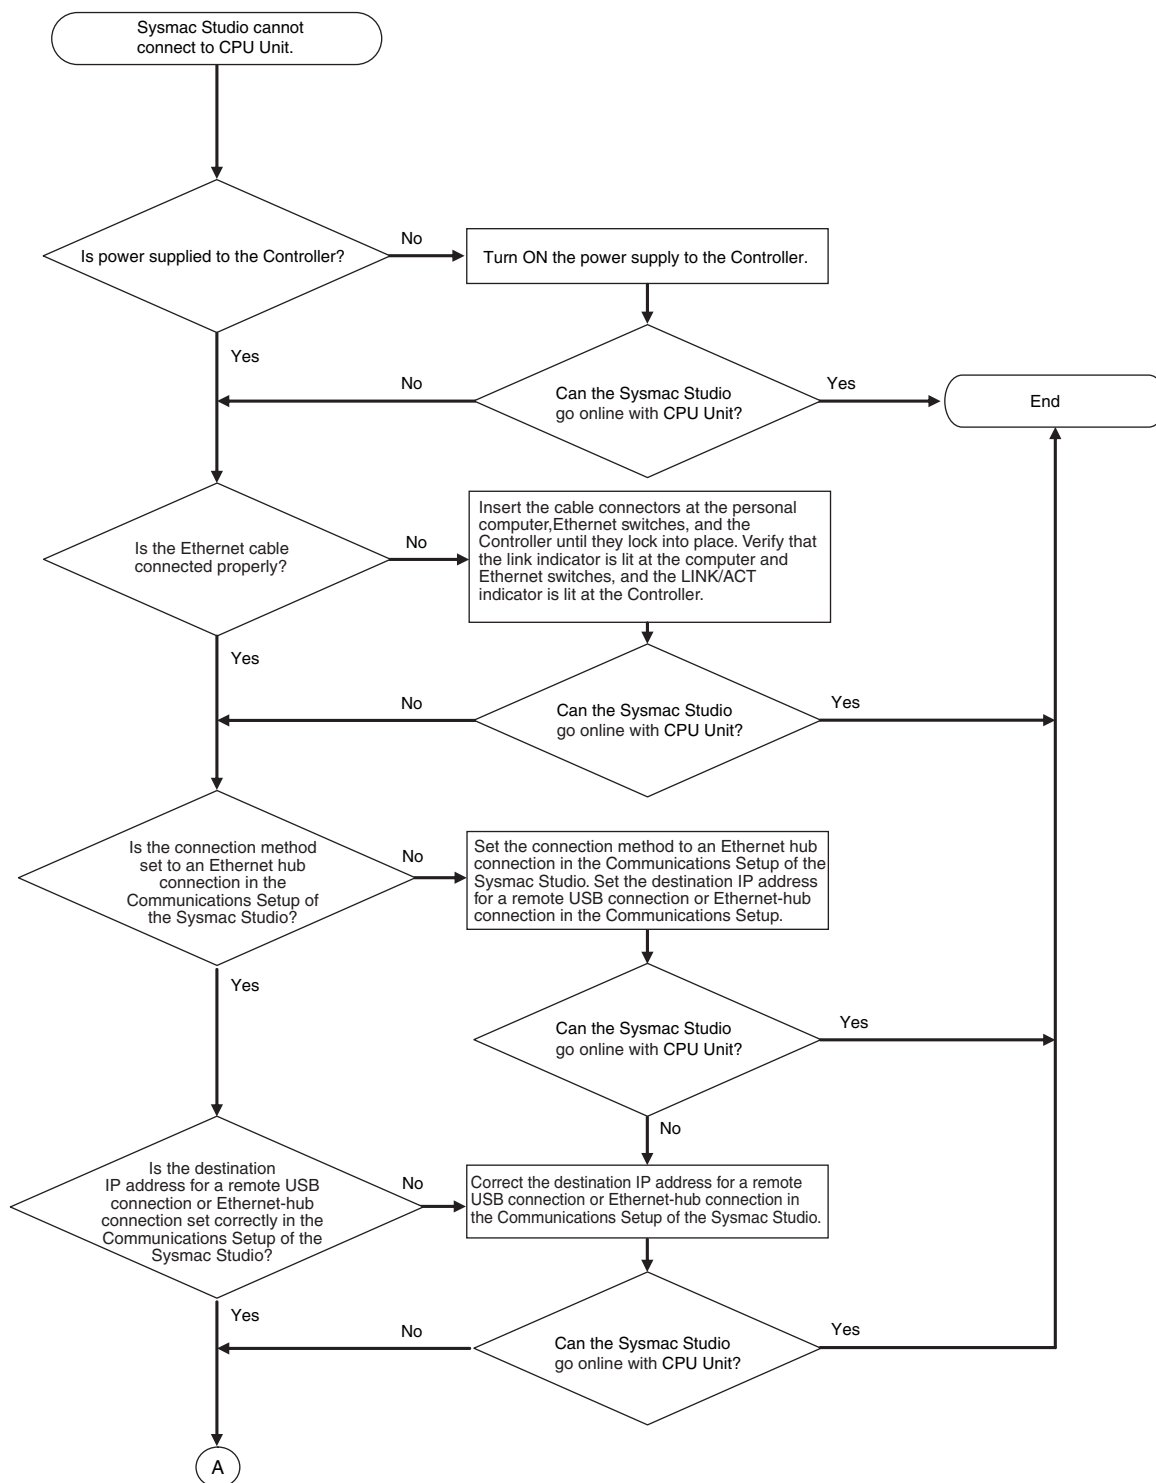 Sysmac Studio cannot
connect to CPU Unit.
Is power supplied to the Controller?
No
Turn ON the power supply to the Controller.
Yes
No
Can the Sysmac Studio
go online with CPU Unit?
Yes
End
Is the Ethernet cable
connected properly?
No
Insert the cable connectors at the personal
computer,Ethernet switches, and the
Controller until they lock into place. Verify that
the link indicator is lit at the computer and
Ethernet switches, and the LINK/ACT
indicator is lit at the Controller.
Yes
No
Can the Sysmac Studio
go online with CPU Unit?
Yes
Is the connection method
set to an Ethernet hub
connection in the
Communications Setup of
the Sysmac Studio?
No
Set the connection method to an Ethernet hub
connection in the Communications Setup of the
Sysmac Studio. Set the destination IP address
for a remote USB connection or Ethernet-hub
connection in the Communications Setup.
Yes
Can the Sysmac Studio
go online with CPU Unit?
Yes
No
Is the destination
IP address for a remote USB
connection or Ethernet-hub
connection set correctly in the
Communications Setup of the
Sysmac Studio?
No
Correct the destination IP address for a remote
USB connection or Ethernet-hub connection in
the Communications Setup of the Sysmac Studio.
Yes
No
Can the Sysmac Studio
go online with CPU Unit?
Yes
A